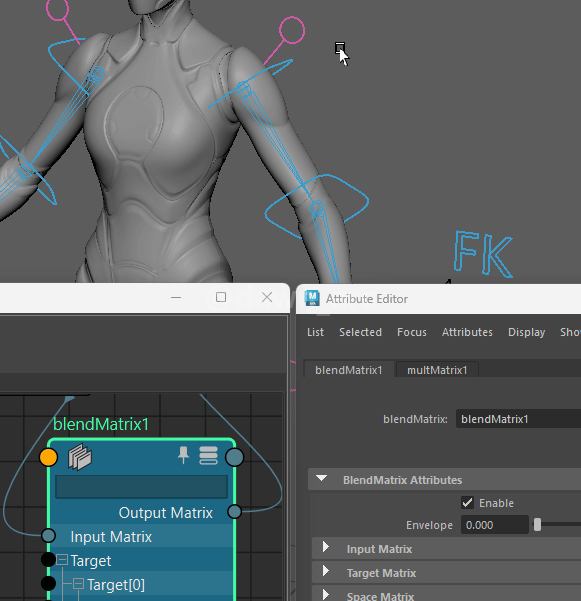 FK
M
Attribute Editor
List Selected Focus Attributes Display
blendMatrix1 multMatrix1
blendMatrix1
blendMatrix: blendMatrix1
BlendMatrix Attributes
Enable
Output Matrix
Envelope 0.000
Input Matrix
Input Matrix
Target
Target Matrix
Target[0]
Space Matrix